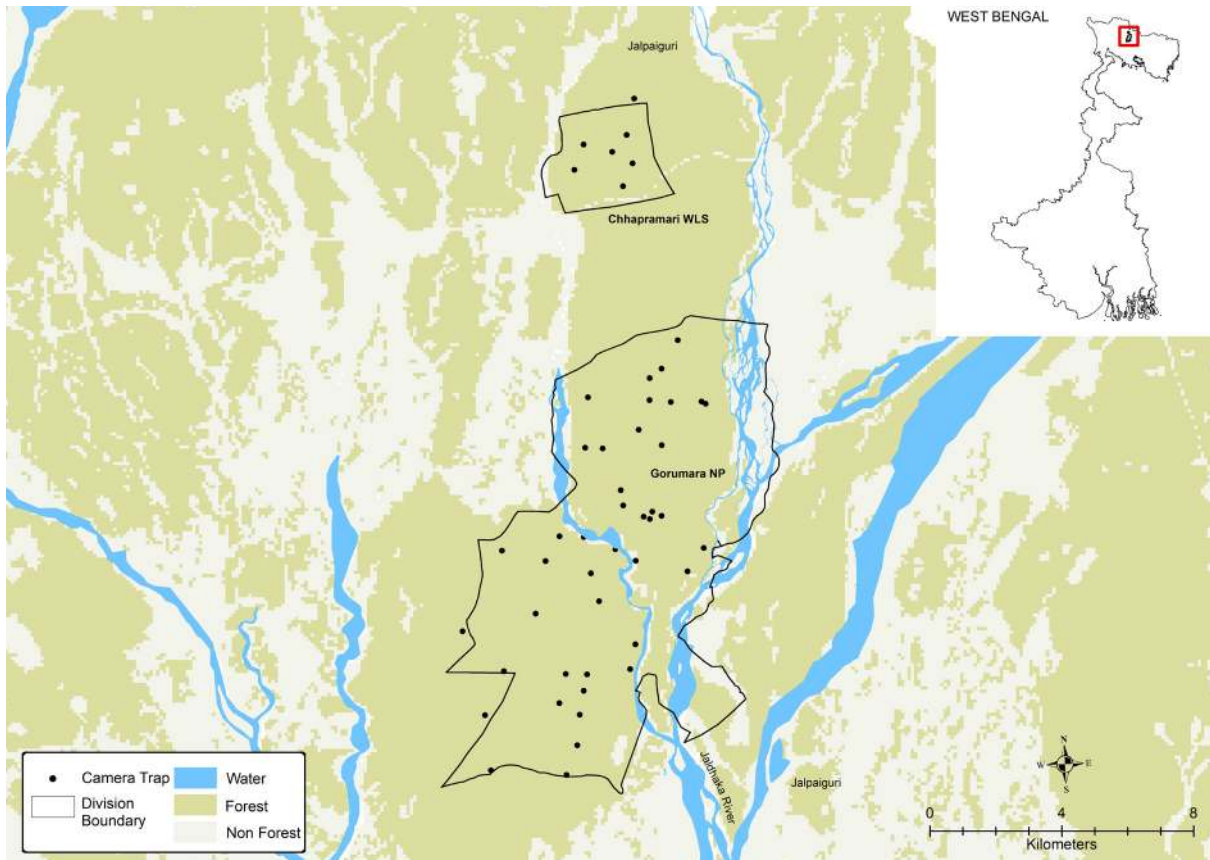 WEST BENGAL
Jalpaiguri
Chhapramari WLS
Gorumara NP
Jaldhaka River
Jalpaiguri
N
W E
S
0 4 8
Kilometers
Camera Trap
Water
Division
Boundary
Forest
Non Forest